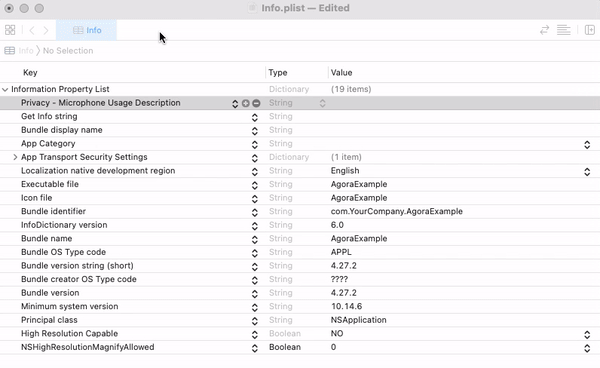 Info.plist — Edited
Info
Info No Selection
Key Type Value
Information Property List Dictionary (19 items)
Privacy - Microphone Usage Description String
Get Info string String
Bundle display name String
App Category String
App Transport Security Settings Dictionary (1 item)
Localization native development region String English
Executable file String AgoraExample
Icon file String AgoraExample
Bundle identifier String com.YourCompany.AgoraExample
InfoDictionary version String 6.0
Bundle name String AgoraExample
Bundle OS Type code String APPL
Bundle version string (short) String 4.27.2
Bundle creator OS Type code String ????
Bundle version String 4.27.2
Minimum system version String 10.14.6
Principal class String NSApplication
High Resolution Capable Boolean NO
NSHighResolutionMagnifyAllowed Boolean 0